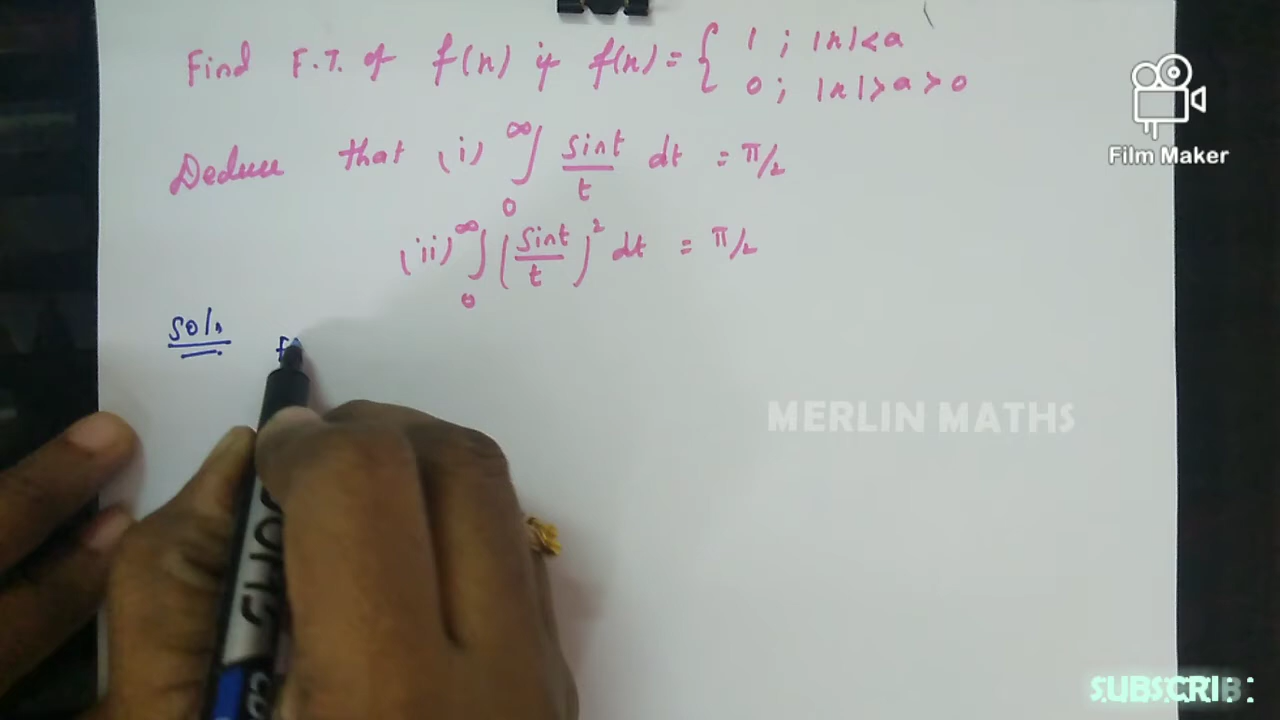 Find F.T. of f(x) if f(x) = { 1 ; |x| < a
0 ; |x| > a > 0
Deduce that (i) ∞∫0 sint/t dt = π/2
(ii) ∞∫0 (sint/t)² dt = π/2
Soln
Film Maker
MERLIN MATHS
SUBSCRIB